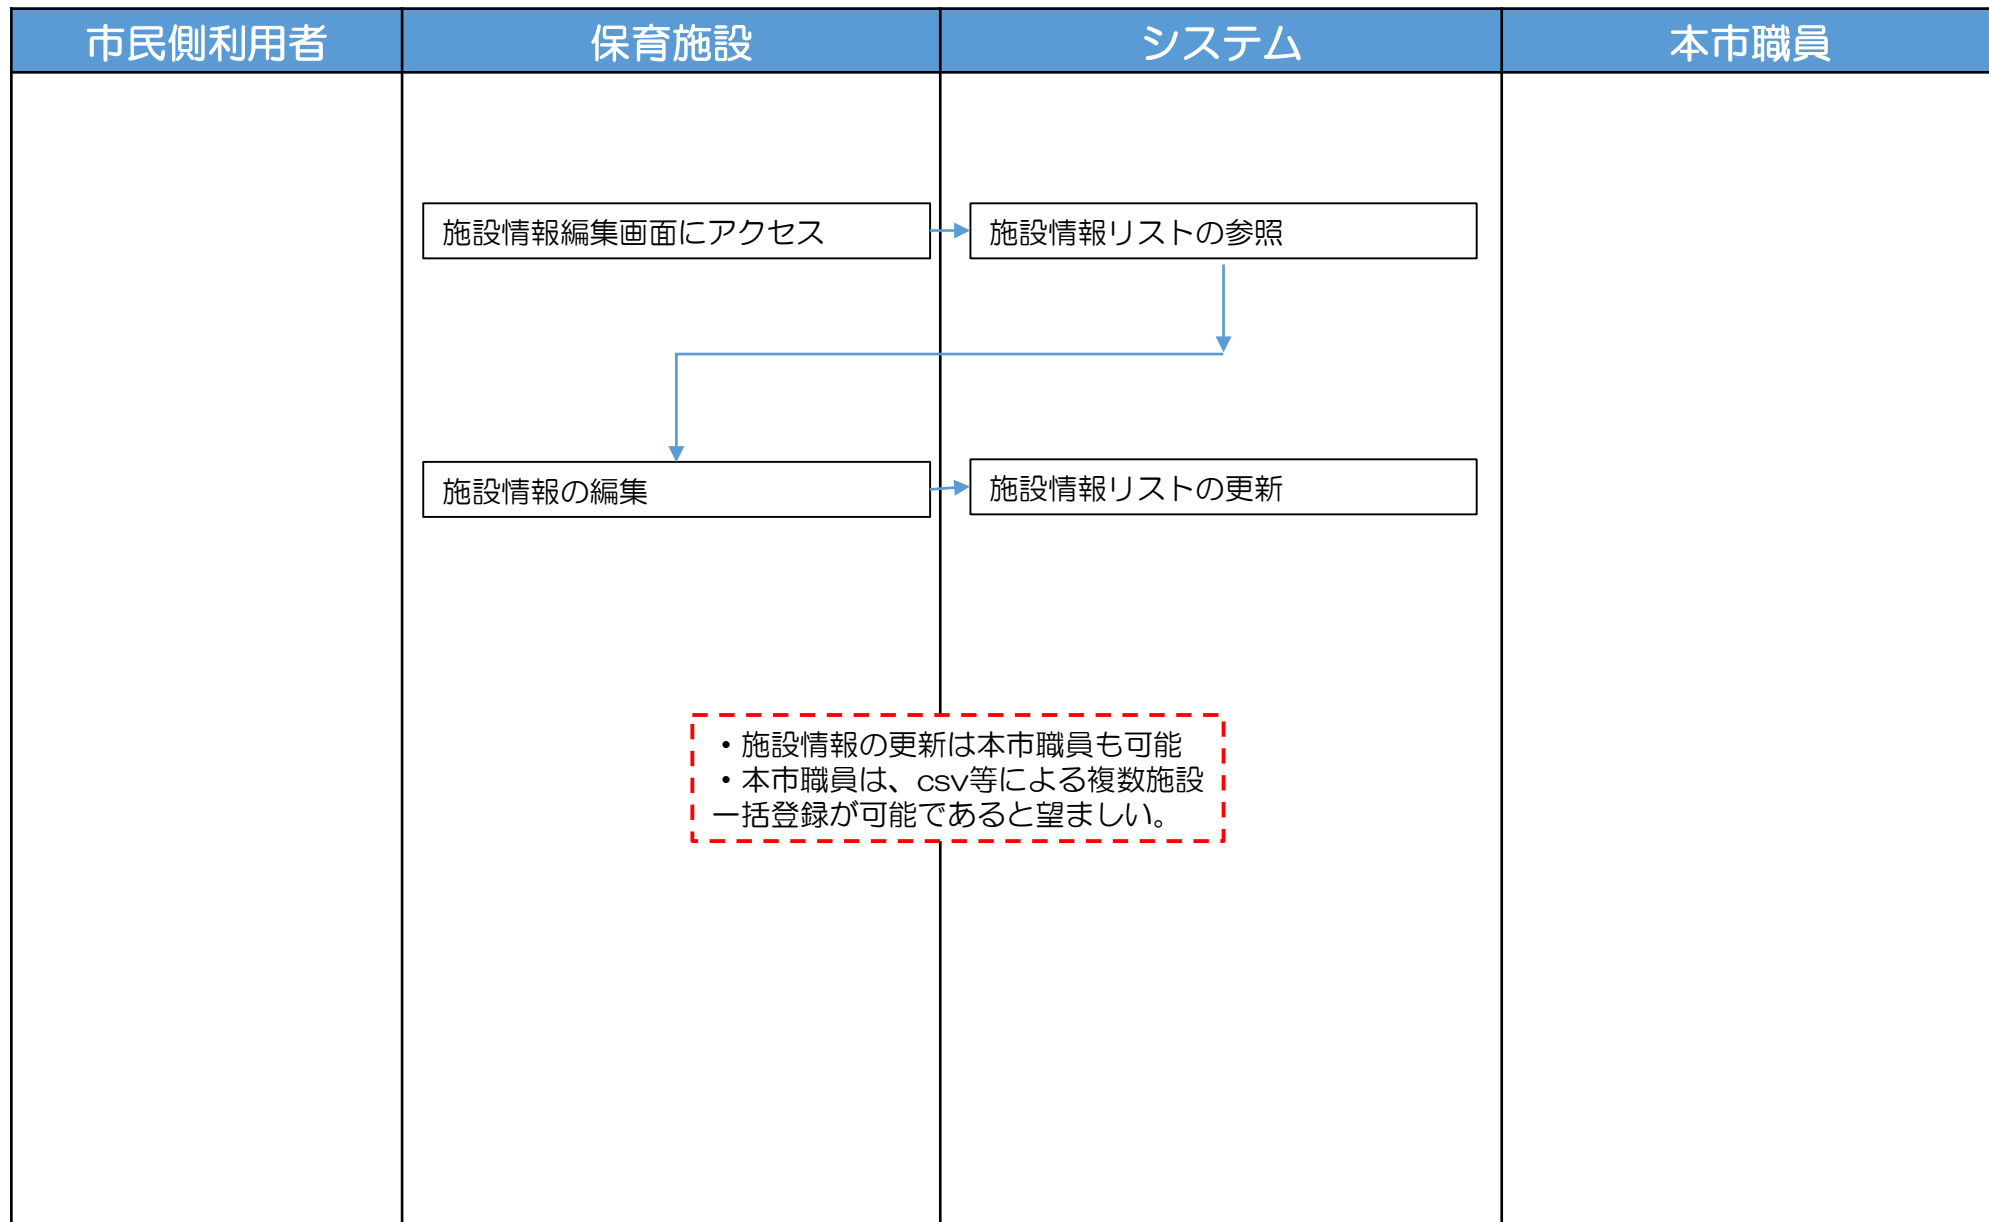 市民側利用者
保育施設
システム
本市職員
施設情報編集画面にアクセス
施設情報リストの参照
施設情報の編集
施設情報リストの更新
・施設情報の更新は本市職員も可能
・本市職員は、csv等による複数施設
一括登録が可能であると望ましい。